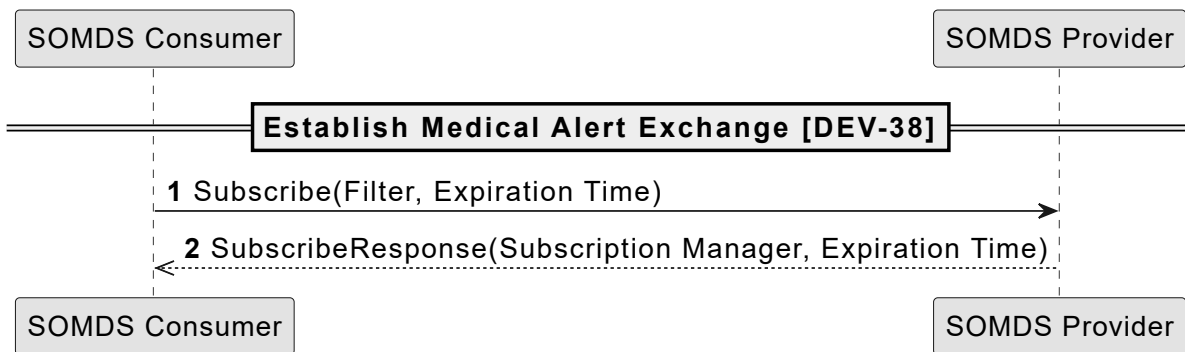 SOMDS Consumer SOMDS Provider
Establish Medical Alert Exchange [DEV-38]
1 Subscribe(Filter, Expiration Time)
2 SubscribeResponse(Subscription Manager, Expiration Time)
SOMDS Consumer SOMDS Provider